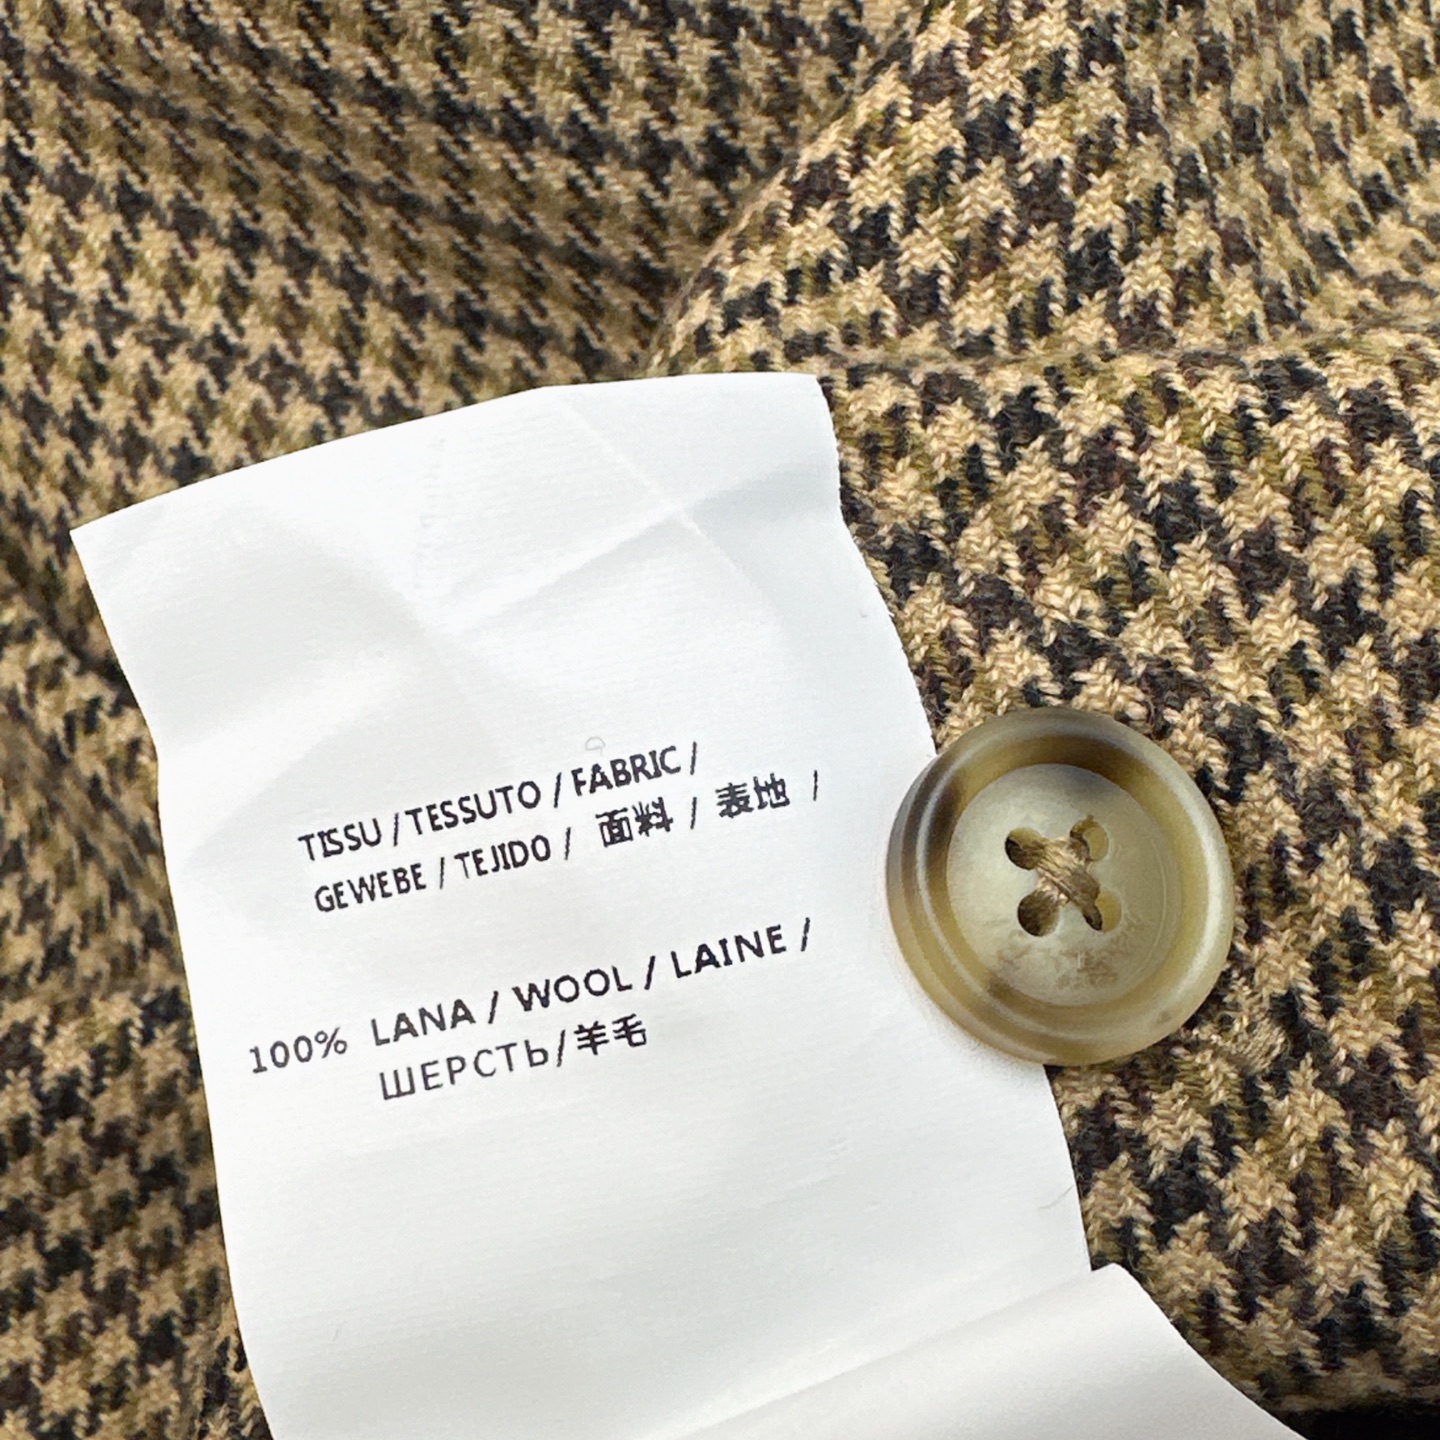 TISSU / TESSUTO / FABRIC /
GEWEBE / TEJIDO / 面料 / 表地 /
100% LANA / WOOL / LAINE /
ШЕРСТЬ/羊毛